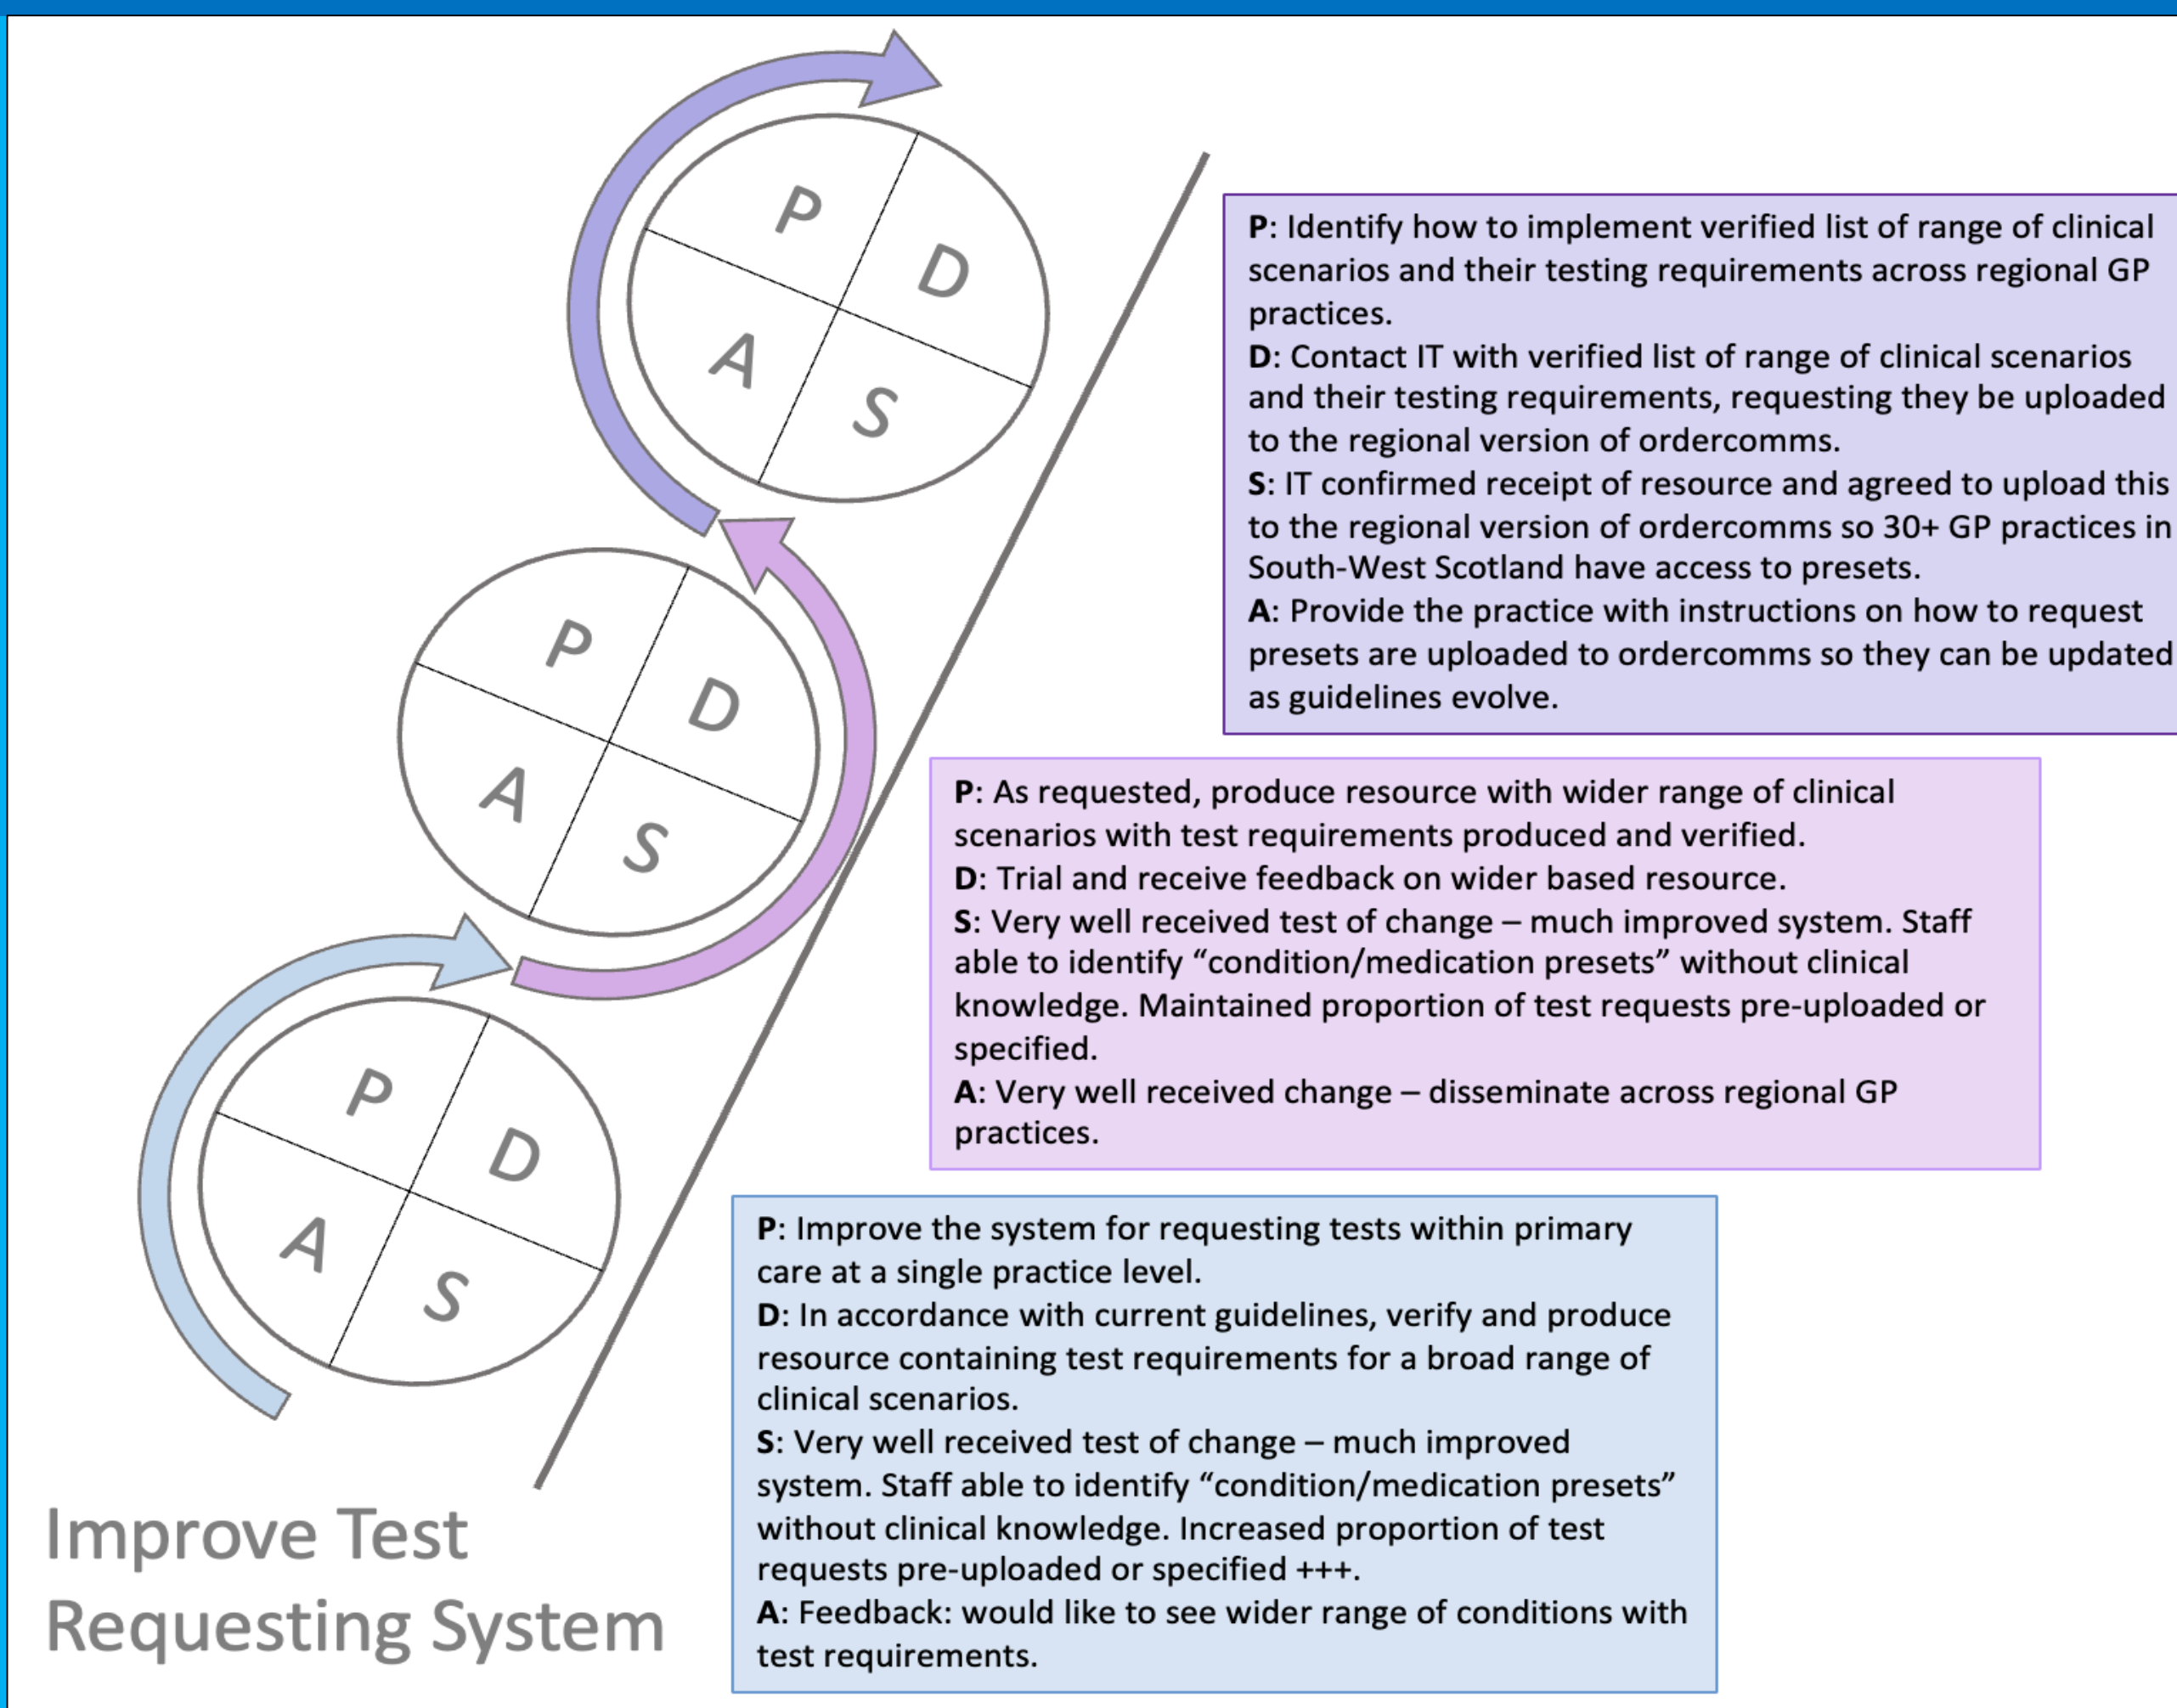 P
D
A
S
P: Identify how to implement verified list of range of clinical
scenarios and their testing requirements across regional GP
practices.
D: Contact IT with verified list of range of clinical scenarios
and their testing requirements, requesting they be uploaded
to the regional version of ordercomms.
S: IT confirmed receipt of resource and agreed to upload this
to the regional version of ordercomms so 30+ GP practices in
South-West Scotland have access to presets.
A: Provide the practice with instructions on how to request
presets are uploaded to ordercomms so they can be updated
as guidelines evolve.
P
D
A
S
P: As requested, produce resource with wider range of clinical
scenarios with test requirements produced and verified.
D: Trial and receive feedback on wider based resource.
S: Very well received test of change – much improved system. Staff
able to identify “condition/medication presets” without clinical
knowledge. Maintained proportion of test requests pre-uploaded or
specified.
A: Very well received change – disseminate across regional GP
practices.
P
D
A
S
P: Improve the system for requesting tests within primary
care at a single practice level.
D: In accordance with current guidelines, verify and produce
resource containing test requirements for a broad range of
clinical scenarios.
S: Very well received test of change – much improved
system. Staff able to identify “condition/medication presets”
without clinical knowledge. Increased proportion of test
requests pre-uploaded or specified +++.
A: Feedback: would like to see wider range of conditions with
test requirements.
Improve Test
Requesting System